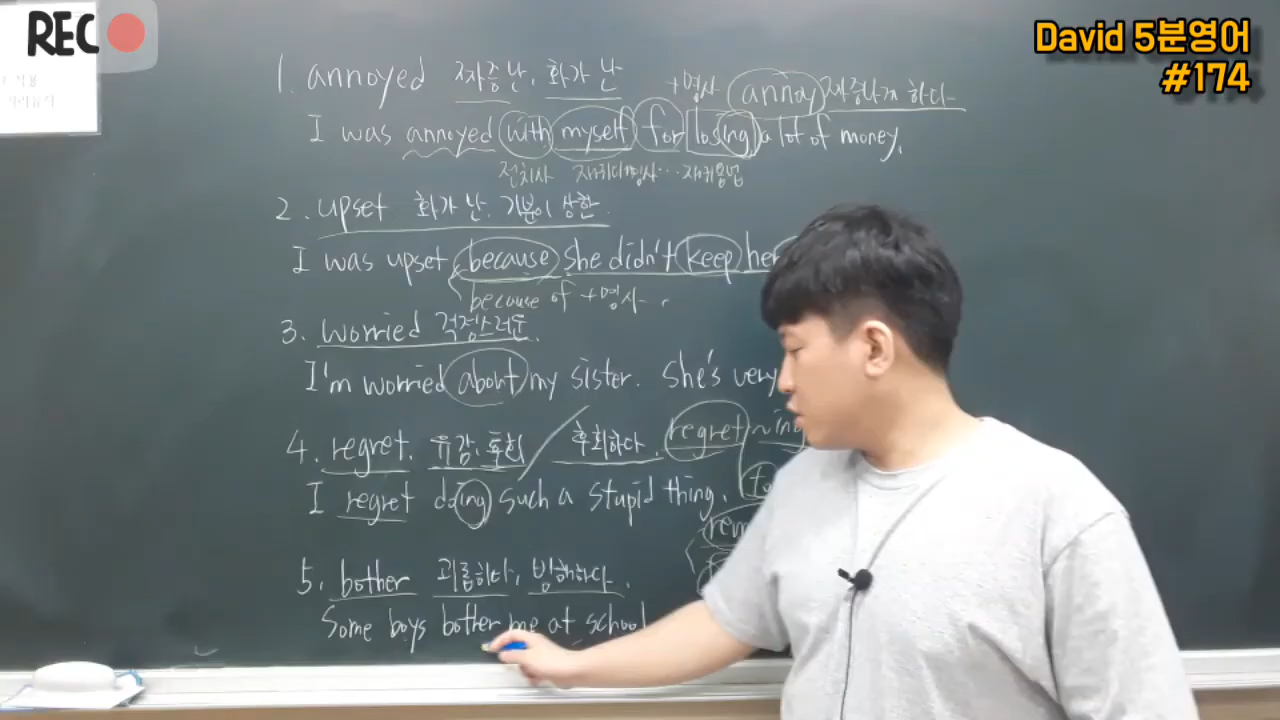 REC
David 5분영어
#174
1. annoyed 짜증 난, 화가 난
+명사 annoy 짜증나게 하다
I was annoyed with myself for losing a lot of money.
전치사 재귀대명사 … 재귀용법
2. upset 화가 난, 기분이 상한.
I was upset because she didn't keep her
because of +명사
3. worried 걱정스러운.
I'm worried about my sister. She's very
4. regret. 유감, 후회 / 후회하다. regret ~ing
to
I regret doing such a stupid thing.
rem
5. bother 괴롭히다, 방해하다.
Some boys bother me at school